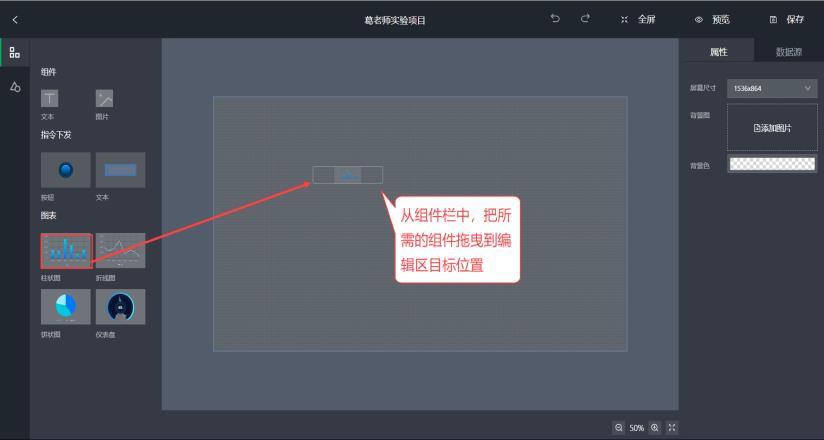 葛老师实验项目
全屏
预览
保存
组件
文本
图片
指令下发
按钮
文本
图表
柱状图
折线图
饼状图
仪表盘
从组件栏中，把所
需的组件拖曳到编
辑区目标位置
属性
数据源
屏幕尺寸
1536x864
背景图
添加图片
背景色
50%